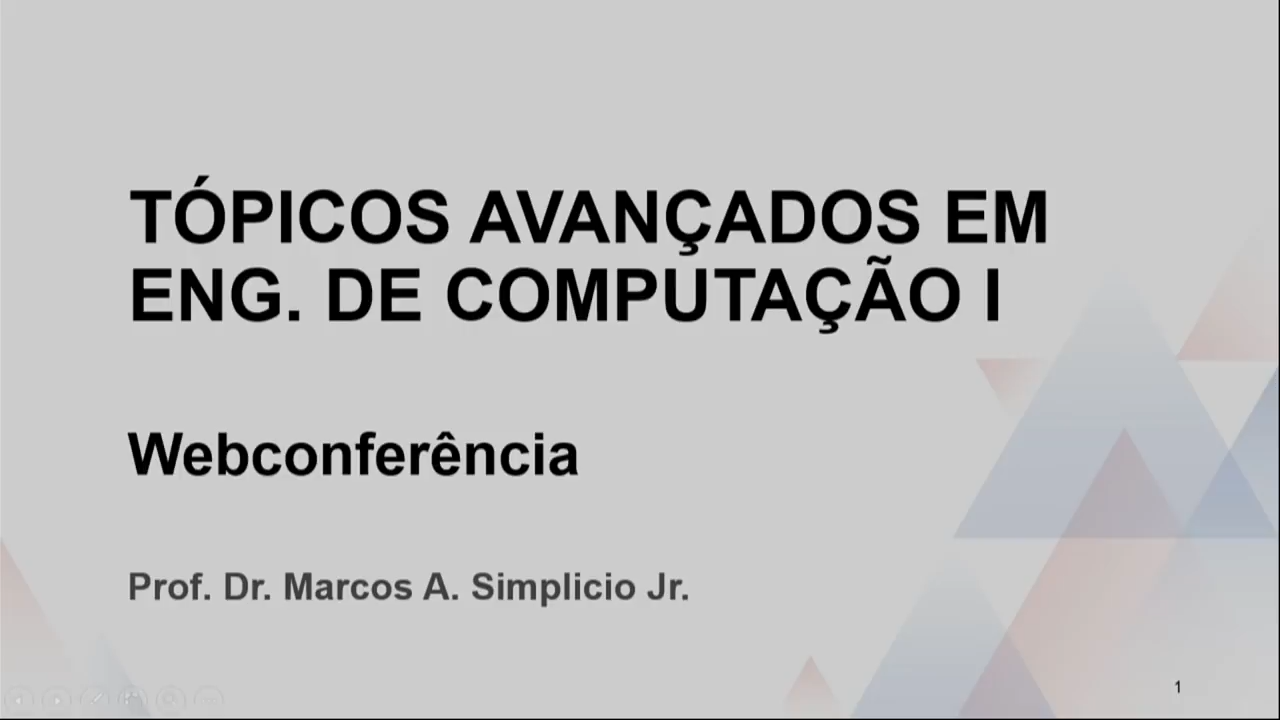 TÓPICOS AVANÇADOS EM
ENG. DE COMPUTAÇÃO I
Webconferência
Prof. Dr. Marcos A. Simplicio Jr.
1